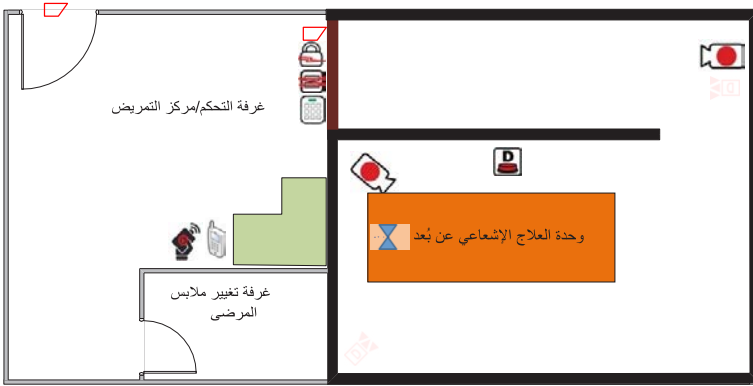 غرفة التحكم/مركز التمريض
D
وحدة العلاج الإشعاعي عن بُعد
غرفة تغيير ملابس
المرضى